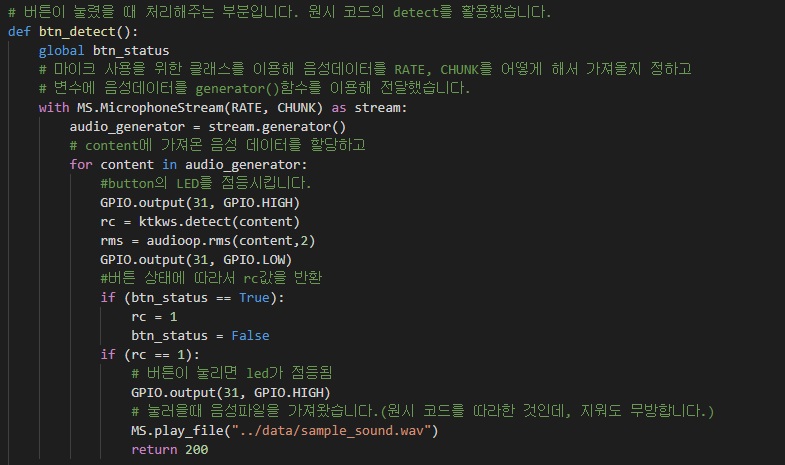 # 버튼이 눌렸을 때 처리해주는 부분입니다. 원시 코드의 detect를 활용했습니다.
def btn_detect():
    global btn_status
    # 마이크 사용을 위한 클래스를 이용해 음성데이터를 RATE, CHUNK를 어떻게 해서 가져올지 정하고
    # 변수에 음성데이터를 generator()함수를 이용해 전달했습니다.
    with MS.MicrophoneStream(RATE, CHUNK) as stream:
        audio_generator = stream.generator()
        # content에 가져온 음성 데이터를 할당하고
        for content in audio_generator:
            #button의 LED를 점등시킵니다.
            GPIO.output(31, GPIO.HIGH)
            rc = ktkws.detect(content)
            rms = audioop.rms(content,2)
            GPIO.output(31, GPIO.LOW)
            #버튼 상태에 따라서 rc값을 반환
            if (btn_status == True):
                rc = 1
                btn_status = False
            if (rc == 1):
                # 버튼이 눌리면 led가 점등됨
                GPIO.output(31, GPIO.HIGH)
                # 눌러을때 음성파일을 가져왔습니다.(원시 코드를 따라한 것인데, 지워도 무방합니다.)
                MS.play_file("../data/sample_sound.wav")
                return 200